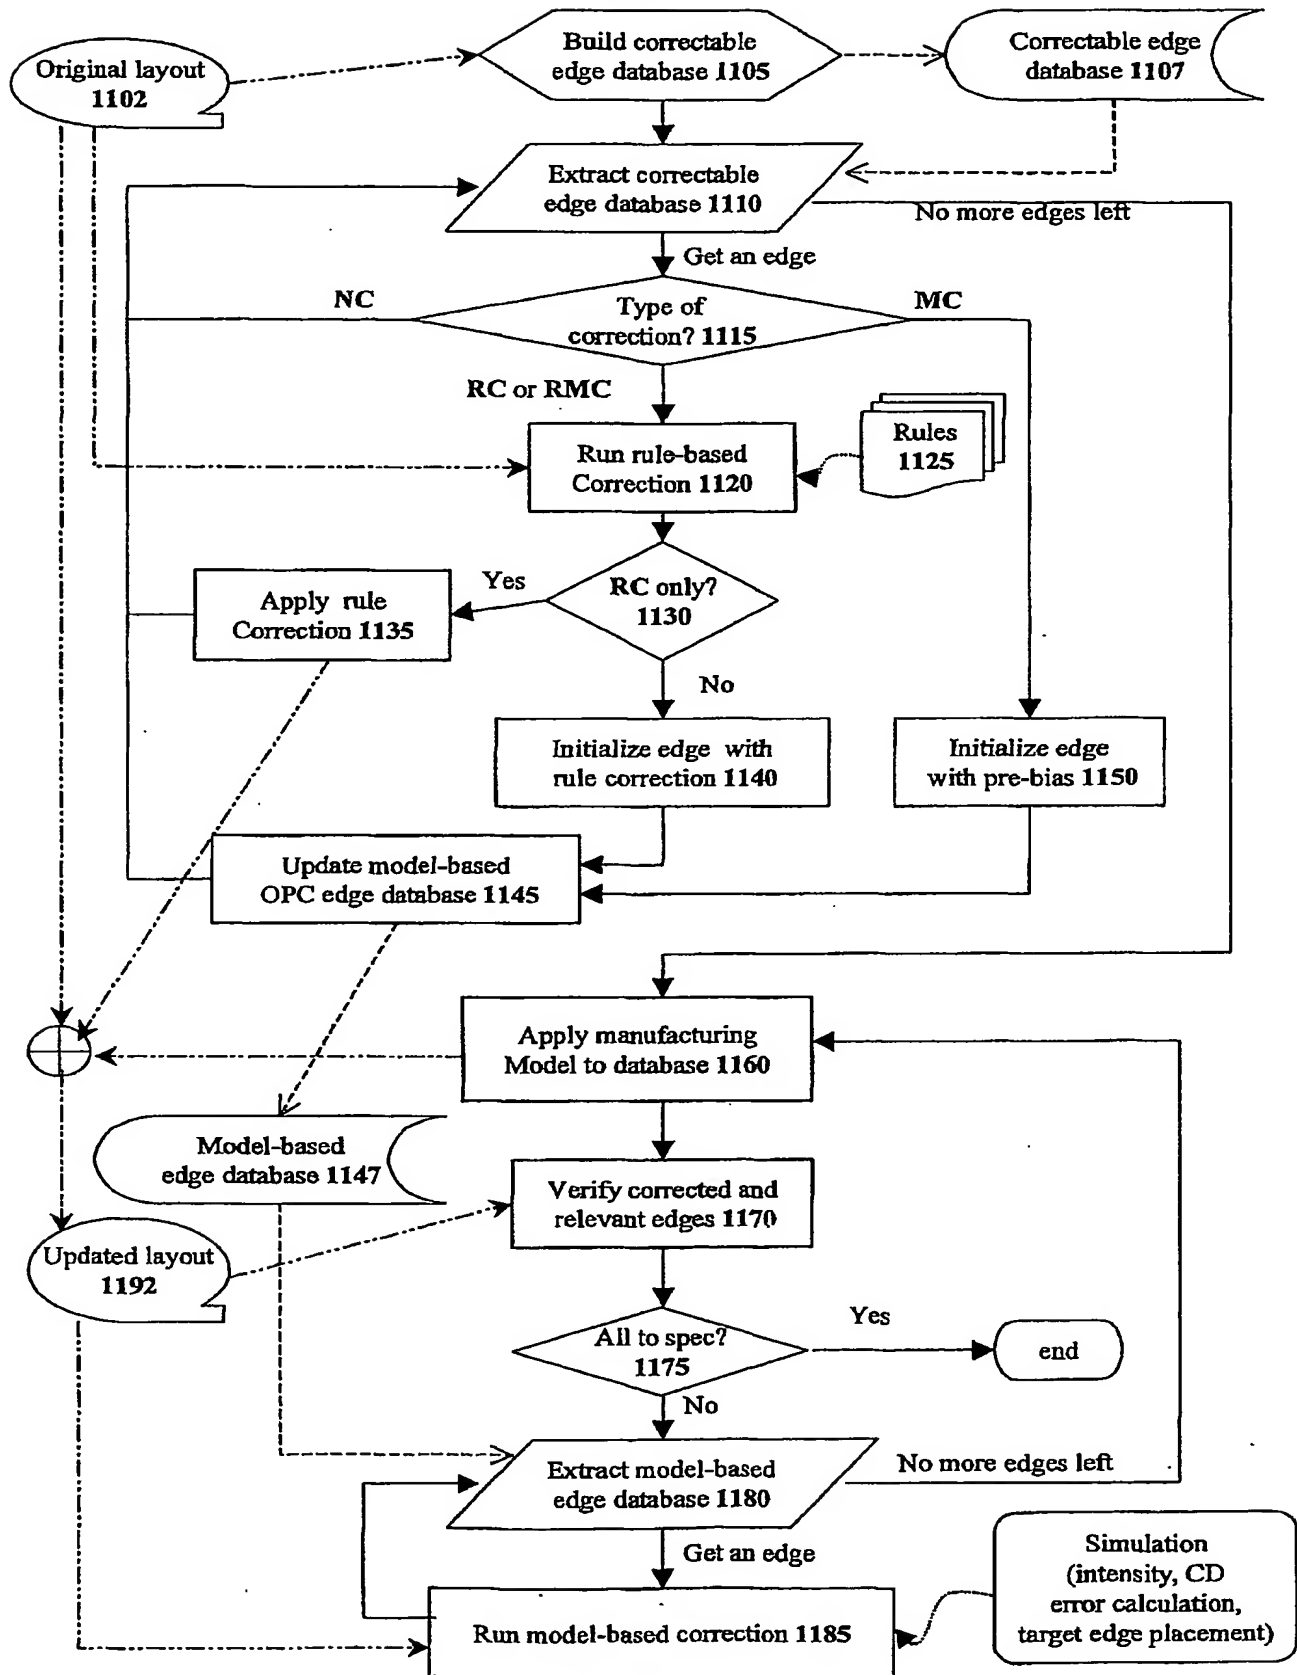 Original layout
1102
Build correctable
edge database 1105
Correctable edge
database 1107
Extract correctable
edge database 1110
No more edges left
Get an edge
NC
Type of
correction? 1115
MC
RC or RMC
Run rule-based
Correction 1120
Rules
1125
Yes
RC only?
1130
Apply rule
Correction 1135
No
Initialize edge with
rule correction 1140
Initialize edge
with pre-bias 1150
Update model-based
OPC edge database 1145
Apply manufacturing
Model to database 1160
Model-based
edge database 1147
Verify corrected and
relevant edges 1170
Updated layout
1192
All to spec?
1175
Yes
end
No
Extract model-based
edge database 1180
No more edges left
Get an edge
Run model-based correction 1185
Simulation
(intensity, CD
error calculation,
target edge placement)